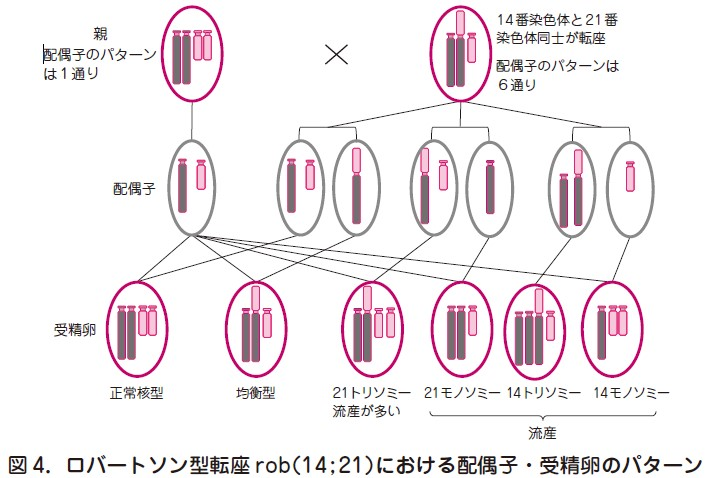 親
配偶子のパターン
は1通り
14番染色体と21番
染色体同士が転座
配偶子のパターンは
6通り
配偶子
受精卵
正常核型
均衡型
21トリソミー
流産が多い
21モノソミー
14トリソミー
14モノソミー
流産
図4. ロバートソン型転座rob(14;21)における配偶子・受精卵のパターン